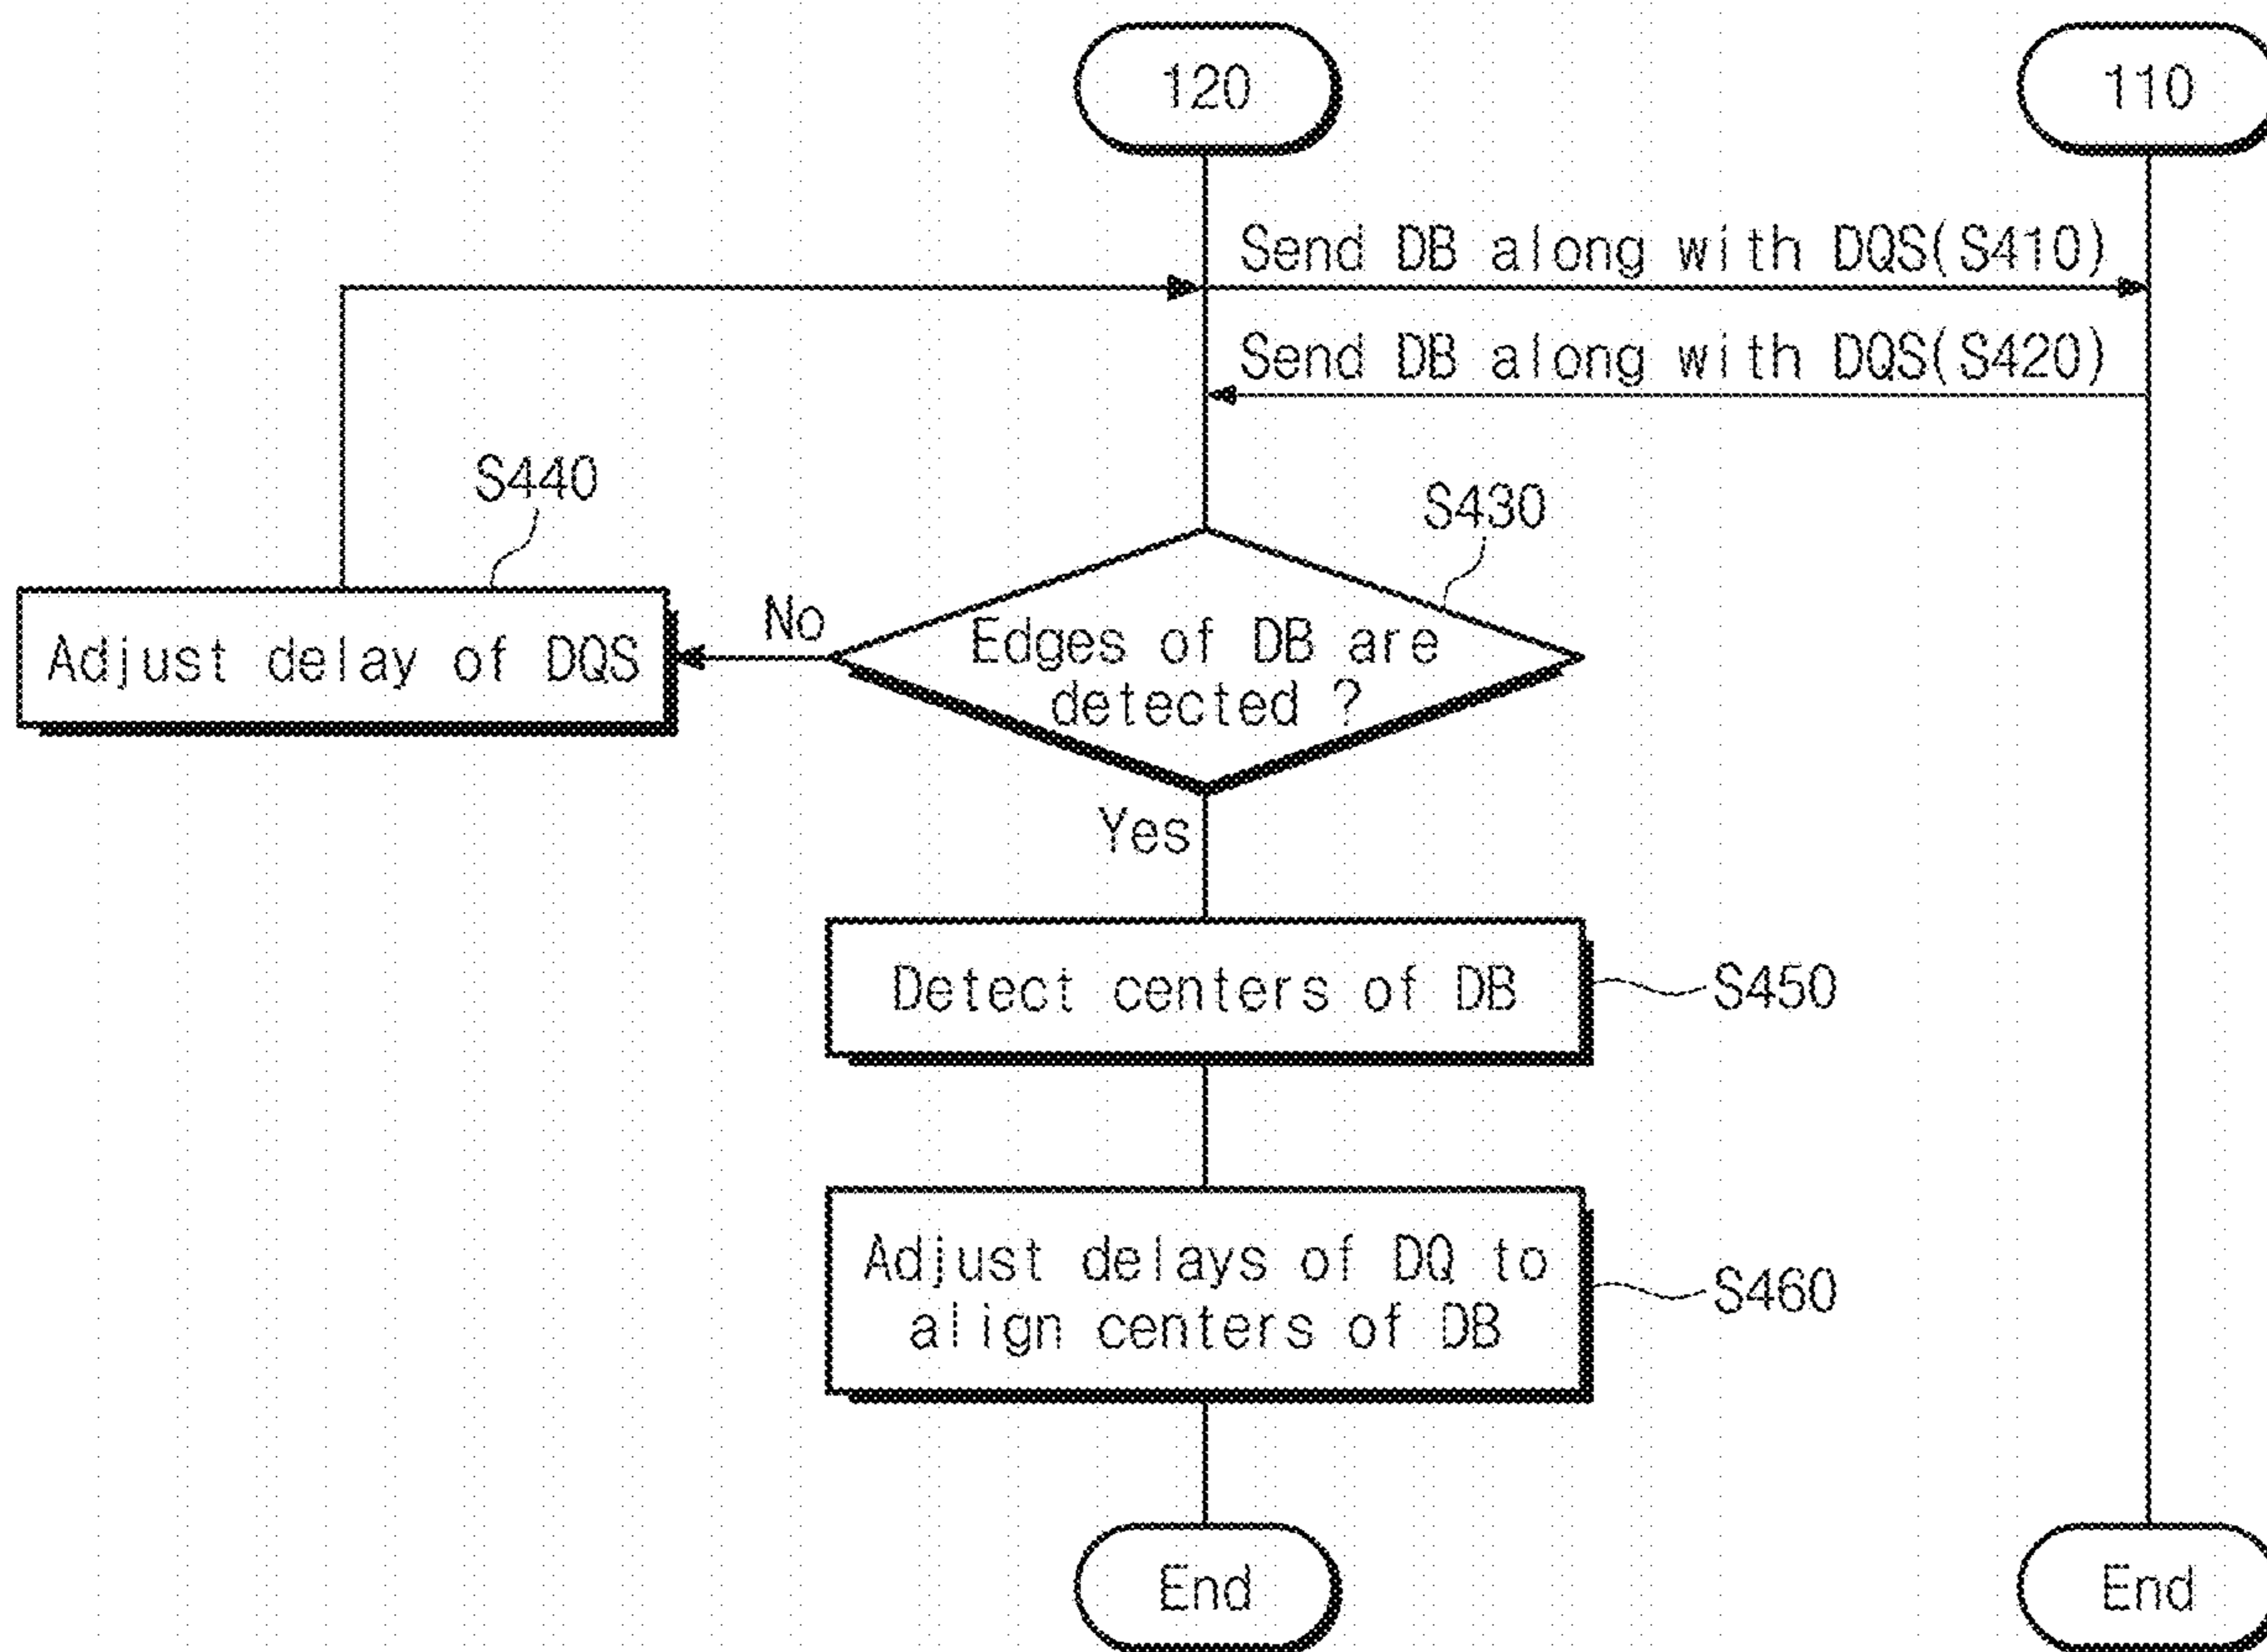 120
110
Send DB along with DQS(S410)
Send DB along with DQS(S420)
S440
S430
Adjust delay of DQS
No
Edges of DB are
detected ?
Yes
Detect centers of DB
S450
Adjust delays of DQ to
align centers of DB
S460
End
End